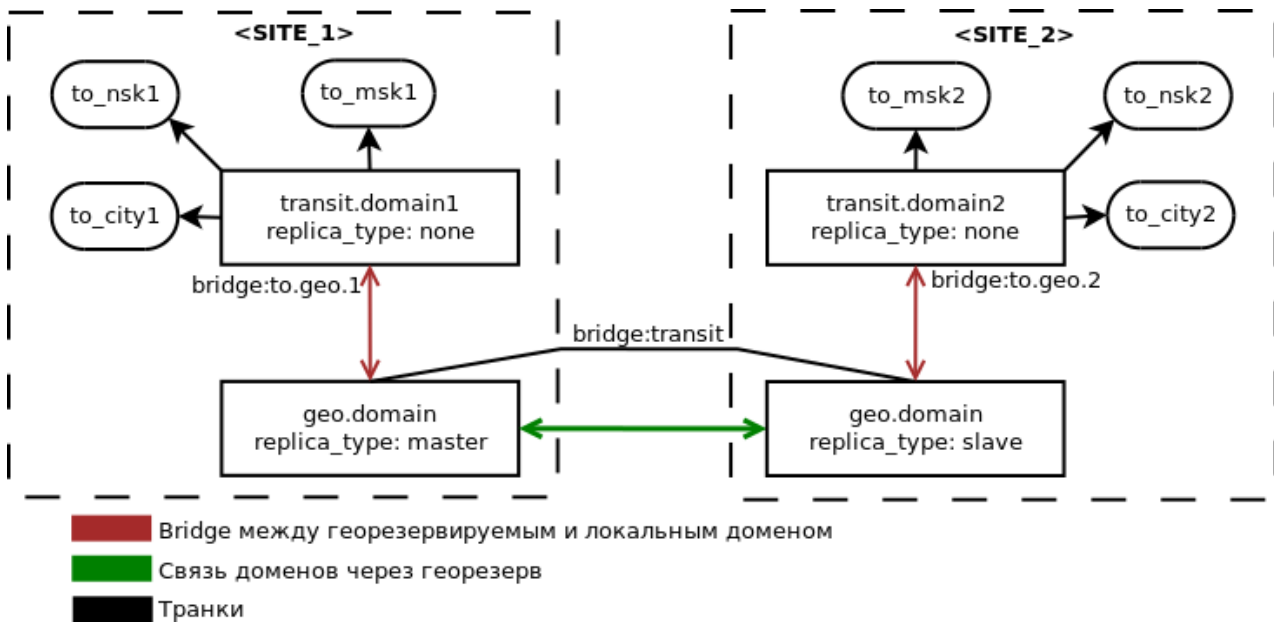 <SITE_1>
to_nsk1
to_msk1
to_city1
transit.domain1
replica_type: none
bridge:to.geo.1
geo.domain
replica_type: master
bridge:transit
<SITE_2>
to_msk2
to_nsk2
transit.domain2
replica_type: none
to_city2
bridge:to.geo.2
geo.domain
replica_type: slave
Bridge между георезервируемым и локальным доменом
Связь доменов через георезерв
Транки